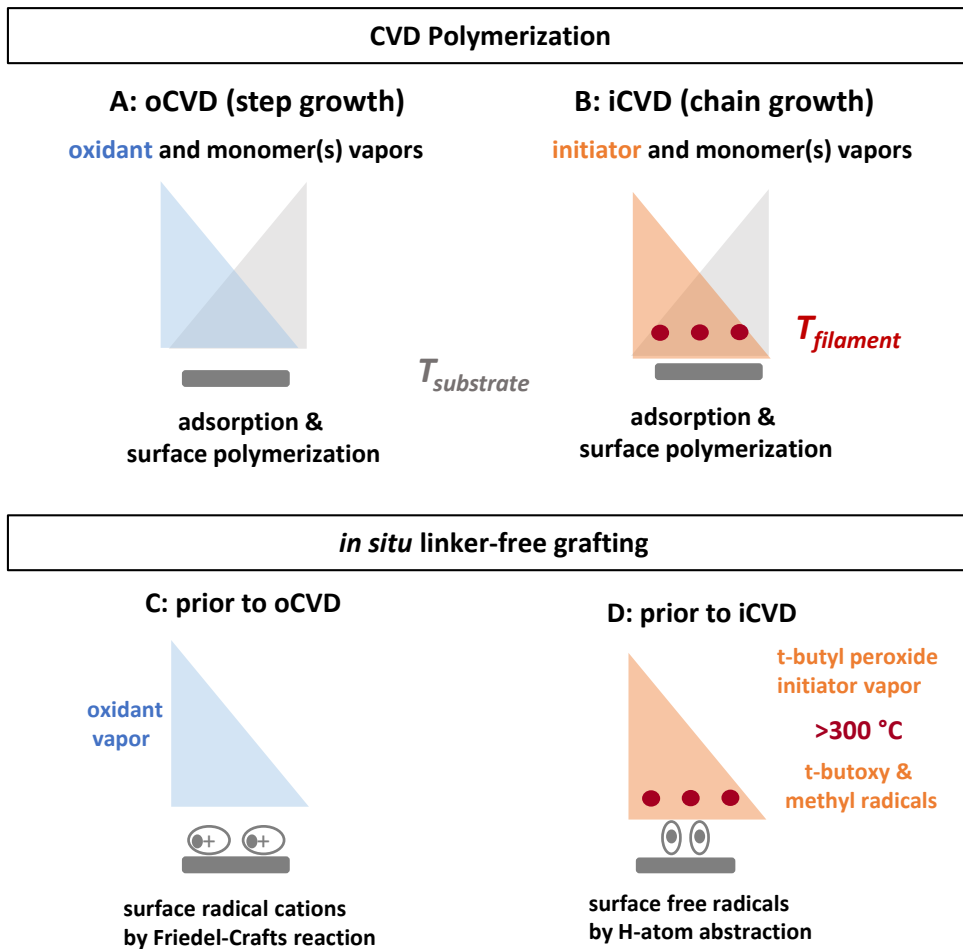 CVD Polymerization
A: oCVD (step growth)
oxidant and monomer(s) vapors
T substrate
adsorption &
surface polymerization
B: iCVD (chain growth)
initiator and monomer(s) vapors
T filament
adsorption &
surface polymerization
in situ linker-free grafting
C: prior to oCVD
oxidant
vapor
+ +
surface radical cations
by Friedel-Crafts reaction
D: prior to iCVD
t-butyl peroxide
initiator vapor
>300 °C
t-butoxy &
methyl radicals
surface free radicals
by H-atom abstraction